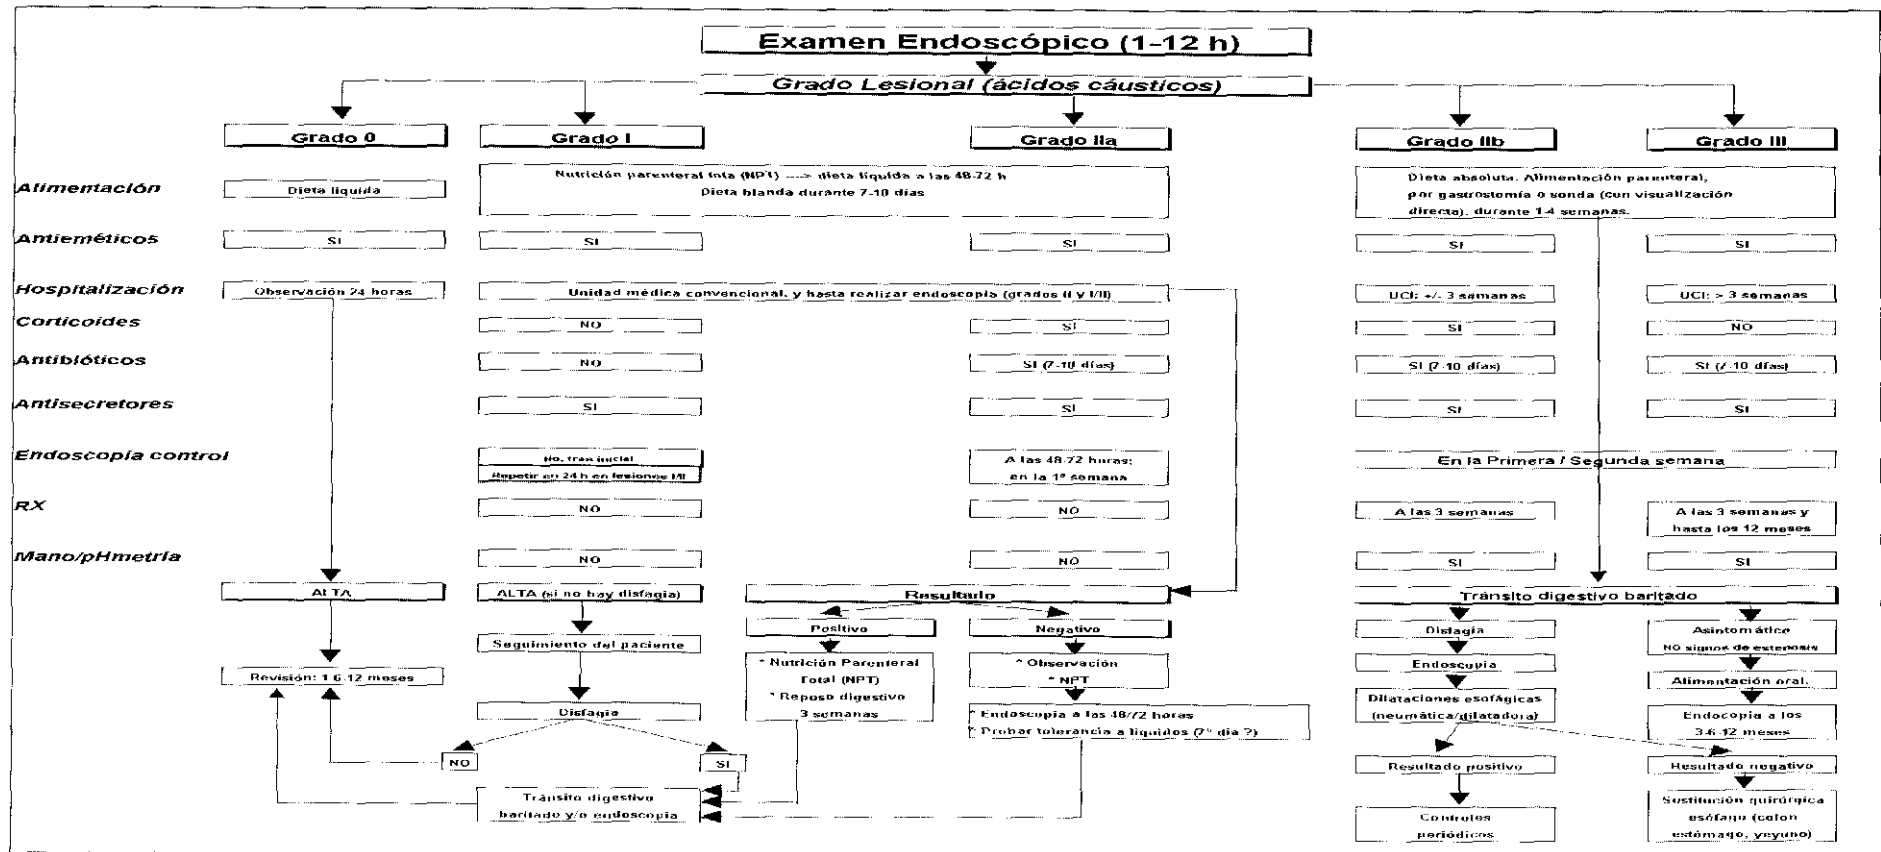 Examen Endoscópico (1-12 h)
Grado Lesional (ácidos cáusticos)
Grado 0
Grado I
Grado IIa
Grado IIb
Grado III
Alimentación
Dieta líquida
Nutrición parenteral tota (NPT) ----> dieta líquida a las 48-72 h
Dieta blanda durante 7-10 días
Dieta absoluta. Alimentación parenteral,
por gastrostomía o sonda (con visualización
directa). durante 1-4 semanas.
Antieméticos
SI
SI
SI
SI
SI
Hospitalización
Observación 24 horas
Unidad médica convencional. y hasta realizar endoscopia (grados II y I/II)
UCI: +/- 3 semanas
UCI: > 3 semanas
Corticoides
NO
SI
SI
NO
Antibióticos
NO
SI (7-10 días)
SI (7-10 días)
SI (7-10 días)
Antisecretores
SI
SI
SI
SI
Endoscopia control
No, tras inicial
Repetir en 24 h en lesiones I/II
A las 48-72 horas:
en la 1ª semana
En la Primera / Segunda semana
RX
NO
NO
A las 3 semanas
A las 3 semanas y
hasta los 12 meses
Mano/pHmetría
NO
NO
SI
SI
ALTA
ALTA (si no hay disfagia)
Resultado
Tránsito digestivo baritado
Positivo
Negativo
Disfagia
Asintomático
NO signos de estenosis
Seguimiento del paciente
* Nutrición Parenteral
Total (NPT)
* Reposo digestivo
3 semanas
* Observación
* NPT
Endoscopia
Revisión: 1-6-12 meses
Alimentación oral.
Disfagia
* Endoscopia a las 48/72 horas
* Probar tolerancia a líquidos (7º día ?)
Dilataciones esofágicas
(neumática/dilatadora)
Endocopia a los
3-6-12 meses
NO
SI
Resultado positivo
Resultado negativo
Tránsito digestivo
baritado y/o endoscopia
Controles
periódicos
Sustitución quirúrgica
esófago (colon
estómago, yeyuno)